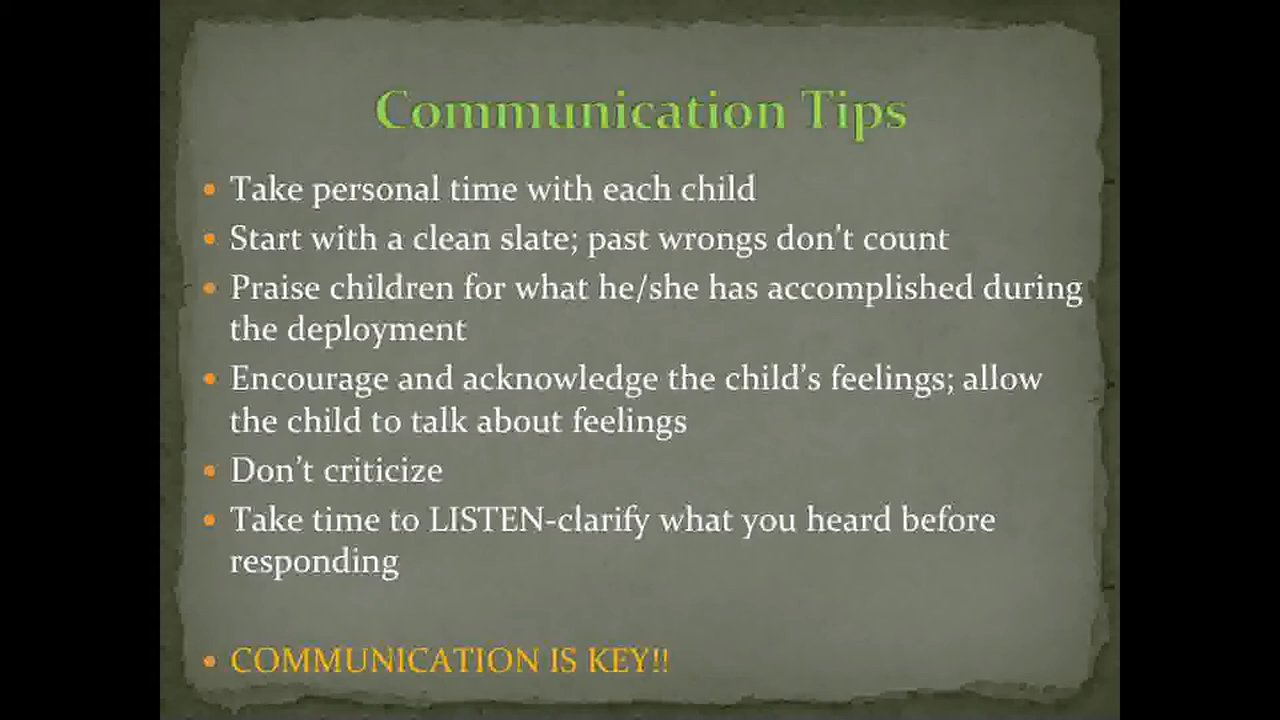 Communication Tips
• Take personal time with each child
• Start with a clean slate; past wrongs don't count
• Praise children for what he/she has accomplished during
the deployment
• Encourage and acknowledge the child's feelings; allow
the child to talk about feelings
• Don't criticize
• Take time to LISTEN-clarify what you heard before
responding
• COMMUNICATION IS KEY!!